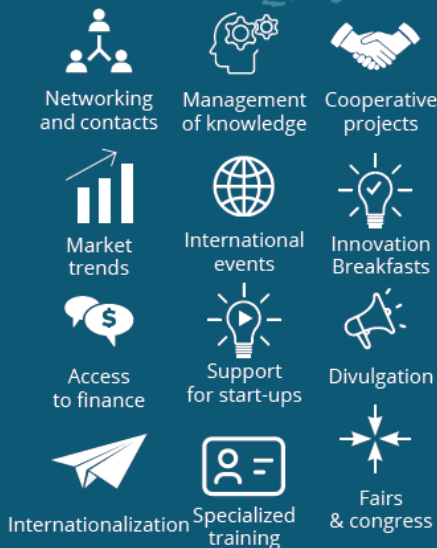 Networking
and contacts
Management
of knowledge
Cooperative
projects
Market
trends
International
events
Innovation
Breakfasts
$
Access
to finance
Support
for start-ups
Divulgation
Internationalization
Specialized
training
Fairs
& congress